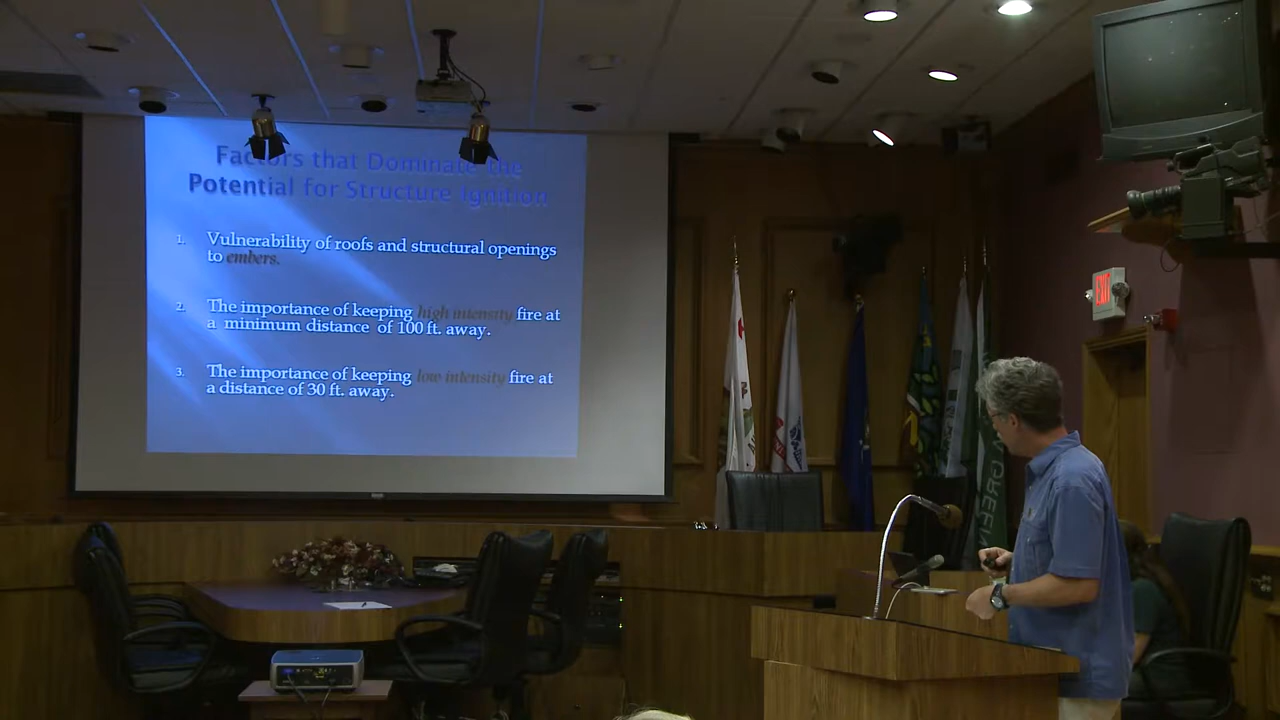 Factors that Dominate the
Potential for Structure Ignition
1. Vulnerability of roofs and structural openings
to embers.
2. The importance of keeping high intensity fire at
a minimum distance of 100 ft. away.
3. The importance of keeping low intensity fire at
a distance of 30 ft. away.
EXIT
GREEN